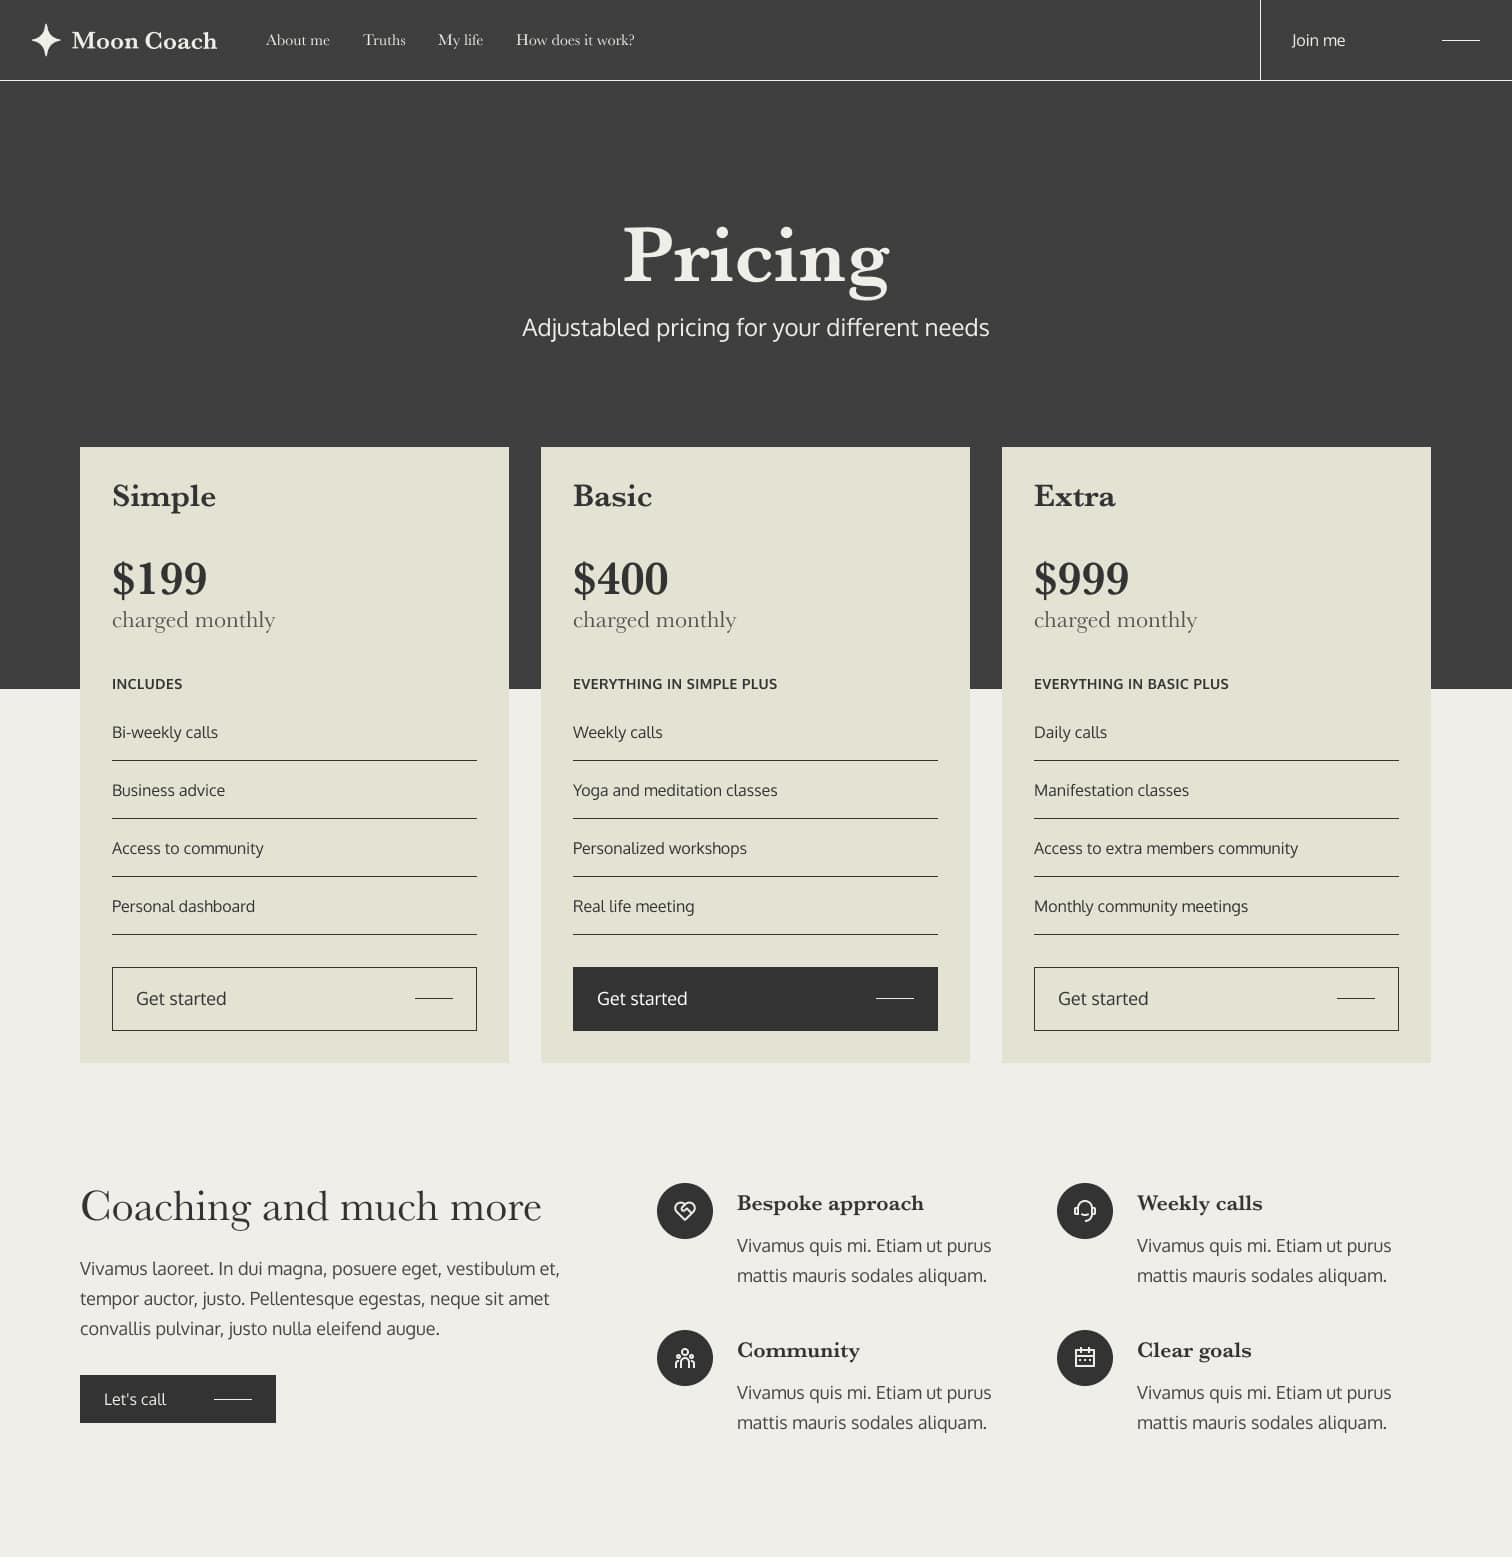 Moon Coach
About me
Truths
My life
How does it work?
Join me
Pricing
Adjustabled pricing for your different needs
Simple
$199
charged monthly
INCLUDES
Bi-weekly calls
Business advice
Access to community
Personal dashboard
Get started
Basic
$400
charged monthly
EVERYTHING IN SIMPLE PLUS
Weekly calls
Yoga and meditation classes
Personalized workshops
Real life meeting
Get started
Extra
$999
charged monthly
EVERYTHING IN BASIC PLUS
Daily calls
Manifestation classes
Access to extra members community
Monthly community meetings
Get started
Coaching and much more
Vivamus laoreet. In dui magna, posuere eget, vestibulum et,
tempor auctor, justo. Pellentesque egestas, neque sit amet
convallis pulvinar, justo nulla eleifend augue.
Let's call
Bespoke approach
Vivamus quis mi. Etiam ut purus
mattis mauris sodales aliquam.
Weekly calls
Vivamus quis mi. Etiam ut purus
mattis mauris sodales aliquam.
Community
Vivamus quis mi. Etiam ut purus
mattis mauris sodales aliquam.
Clear goals
Vivamus quis mi. Etiam ut purus
mattis mauris sodales aliquam.